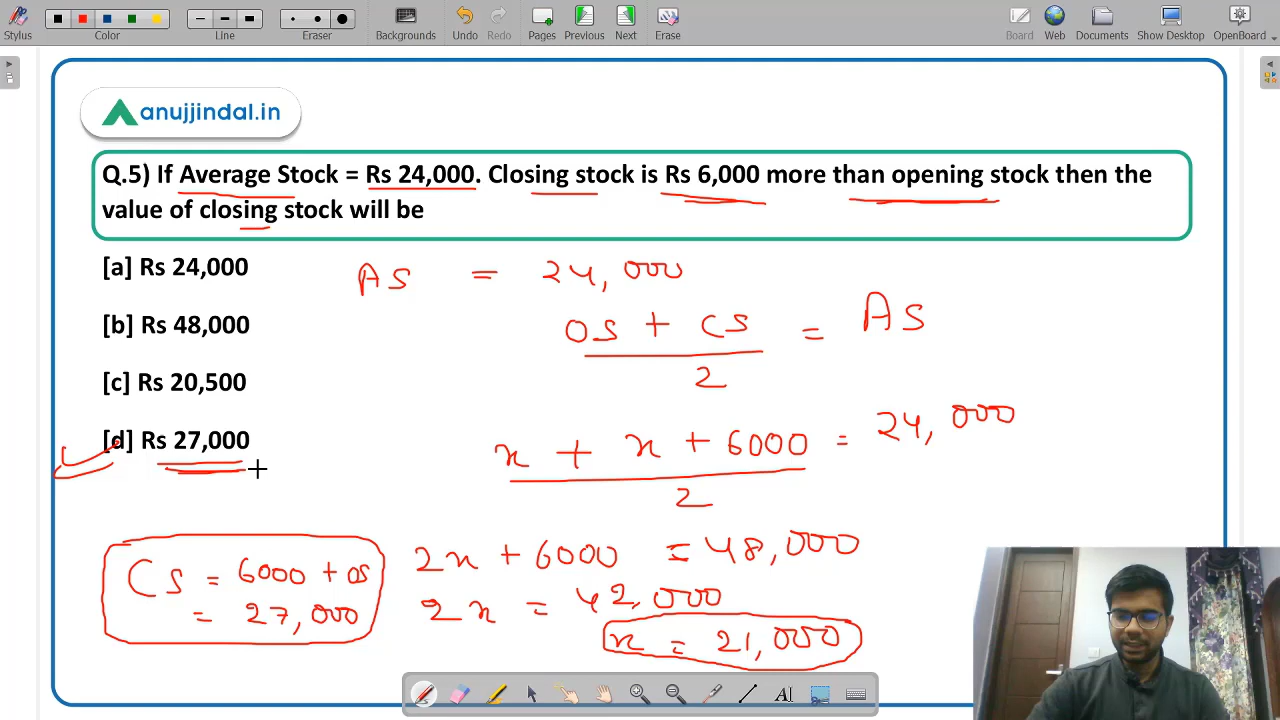 Stylus
Color
Line
Eraser
Backgrounds
Undo
Redo
Pages
Previous
Next
Erase
Board
Web
Documents
Show Desktop
OpenBoard
anujjindal.in
Q.5) If Average Stock = Rs 24,000. Closing stock is Rs 6,000 more than opening stock then the
value of closing stock will be
[a] Rs 24,000
[b] Rs 48,000
[c] Rs 20,500
[d] Rs 27,000
AS = 24,000
OS + CS = AS
2
x + x + 6000 = 24,000
2
2x + 6000 = 48,000
2x = 42,000
x = 21,000
CS = 6000 + OS
= 27,000